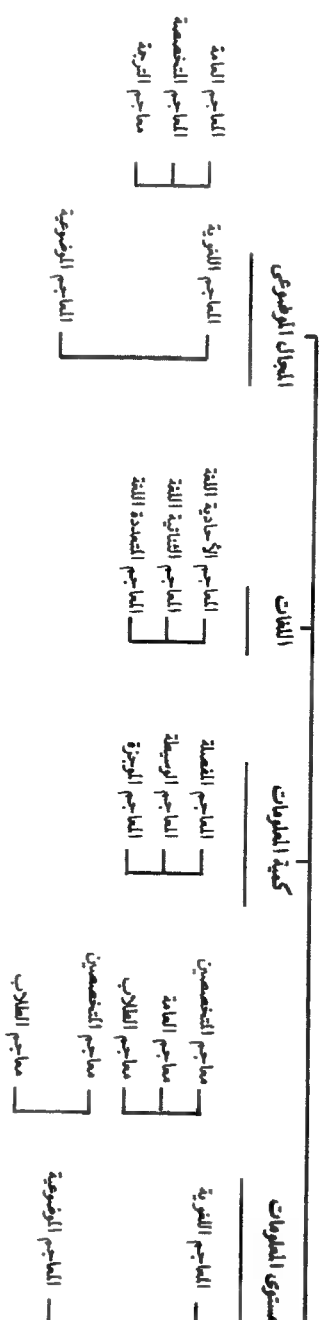 المجال الموضوعى
المعاجم اللغوية
المعاجم العامة
المعاجم المتخصصة
معاجم الترجمة
المعاجم الموضوعية
اللغات
المعاجم الأحادية اللغة
المعاجم الثنائية اللغة
المعاجم المتعددة اللغة
كمية المعلومات
المعاجم المفصلة
المعاجم الوسيطة
المعاجم الموجزة
مستوى المعلومات
المعاجم اللغوية
معاجم المتخصصين
معاجم العامة
معاجم الطلاب
المعاجم الموضوعية
معاجم المتخصصين
معاجم الطلاب